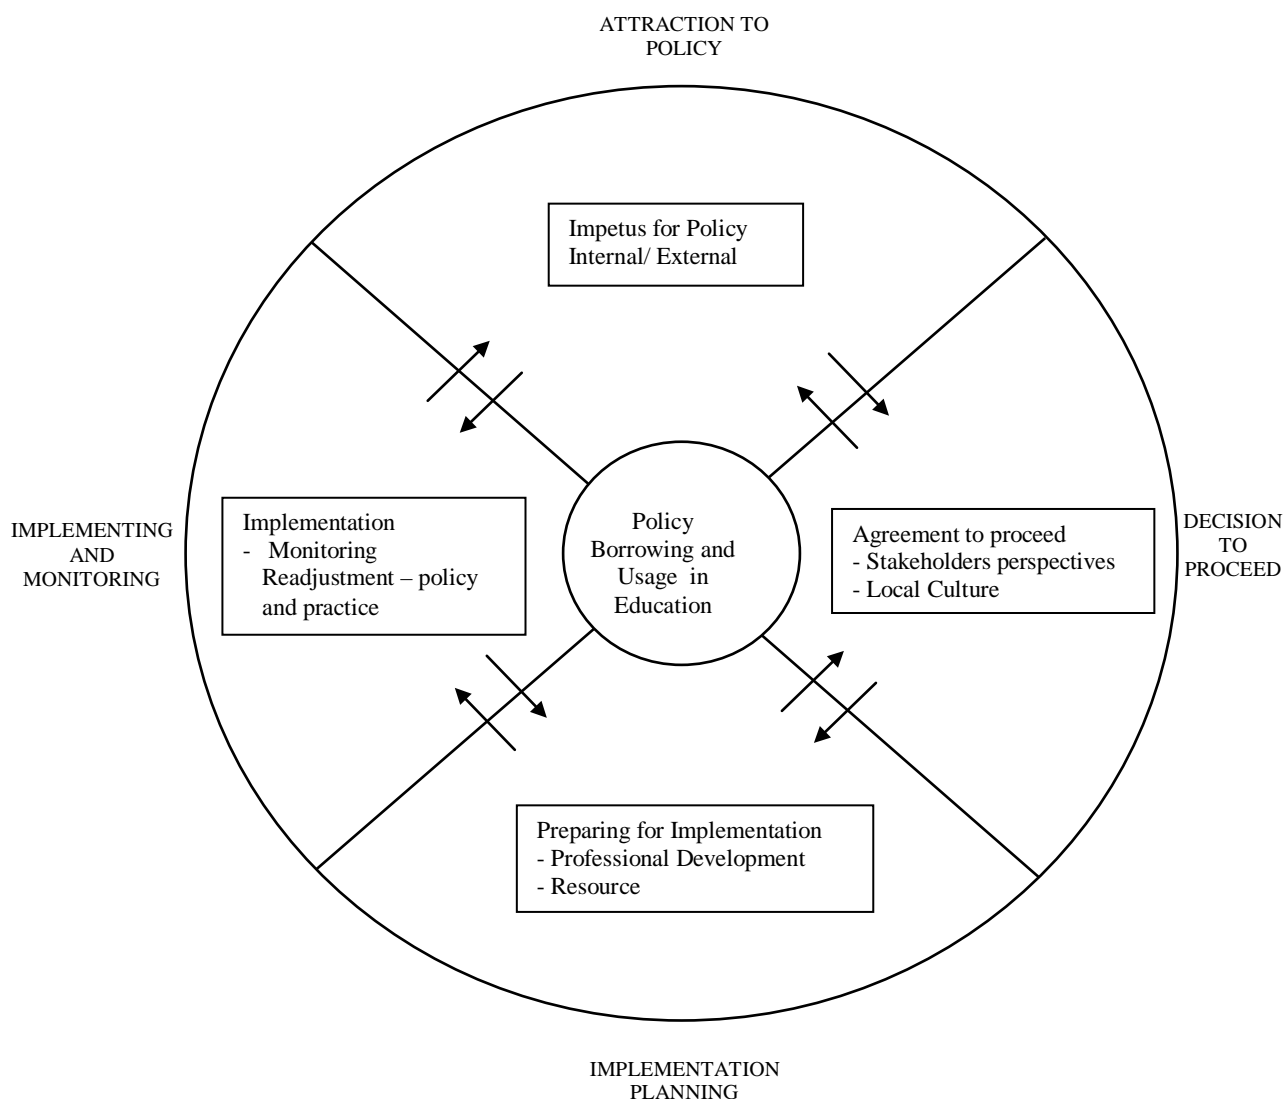 ATTRACTION TO
POLICY
Impetus for Policy
Internal/ External
IMPLEMENTING
AND
MONITORING
Implementation
- Monitoring
Readjustment – policy
and practice
Policy
Borrowing and
Usage in
Education
Agreement to proceed
- Stakeholders perspectives
- Local Culture
DECISION
TO
PROCEED
Preparing for Implementation
- Professional Development
- Resource
IMPLEMENTATION
PLANNING